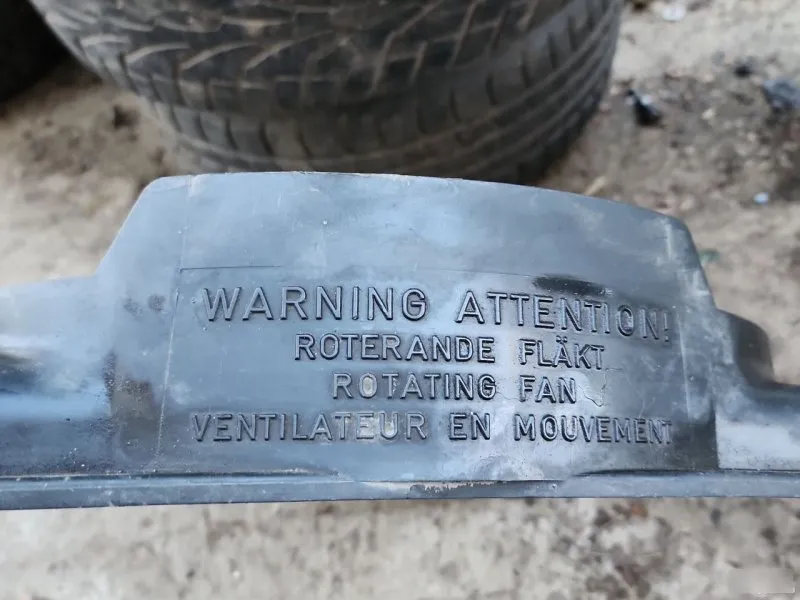 WARNING ATTENTION!
ROTERANDE FLÄKT
ROTATING FAN
VENTILATEUR EN MOUVEMENT